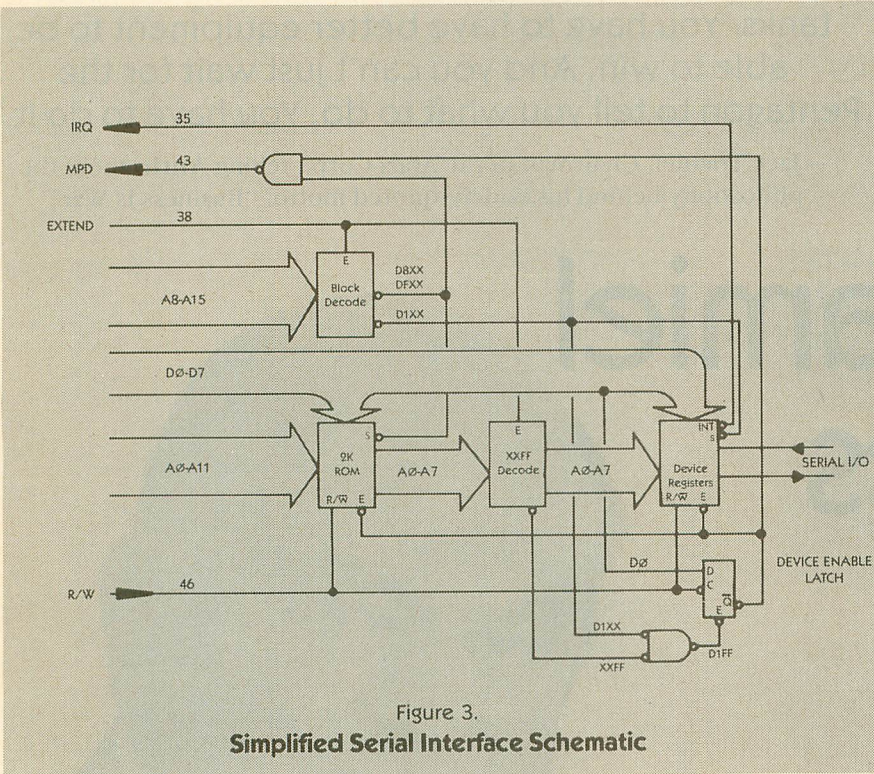 IRQ
35
MPD
43
EXTEND
38
E
Block
Decode
D8XX
DFXX
D1XX
A8-A15
DØ-D7
AØ-A11
S
2K
ROM
R/W E
AØ-A7
E
XXFF
Decode
AØ-A7
INT
S
Device
Registers
R/W E
SERIAL I/O
DEVICE ENABLE
LATCH
R/W
46
DØ
D
C
Q̅
E
D1XX
XXFF
D1FF
Figure 3.
Simplified Serial Interface Schematic